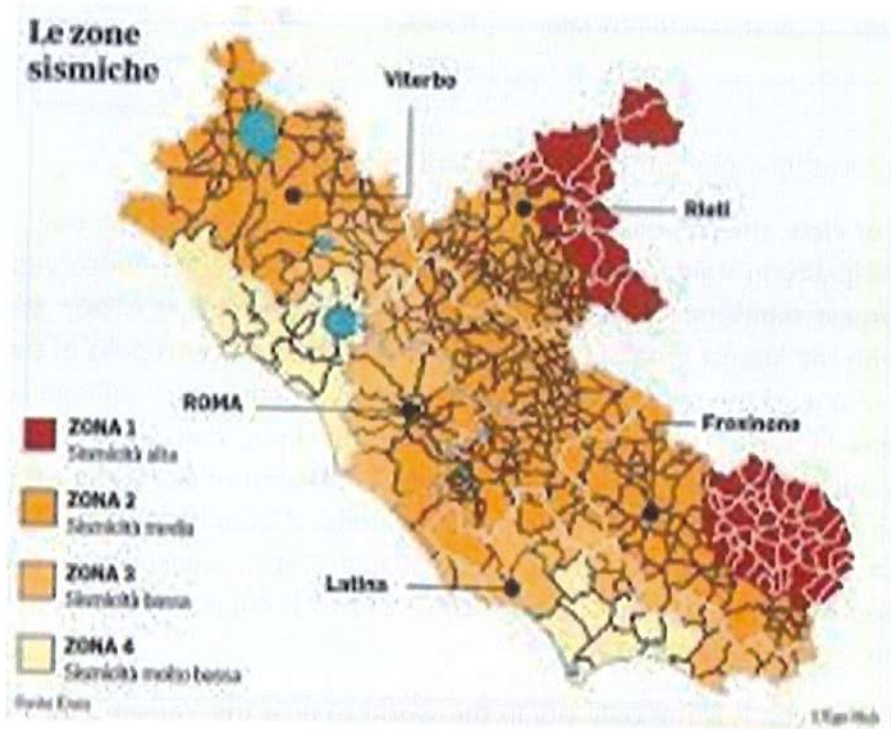 Le zone
sismiche
Viterbo
Rieti
ROMA
Frosinone
Latina
ZONA 1
Sismicità alta
ZONA 2
Sismicità media
ZONA 3
Sismicità bassa
ZONA 4
Sismicità molto bassa